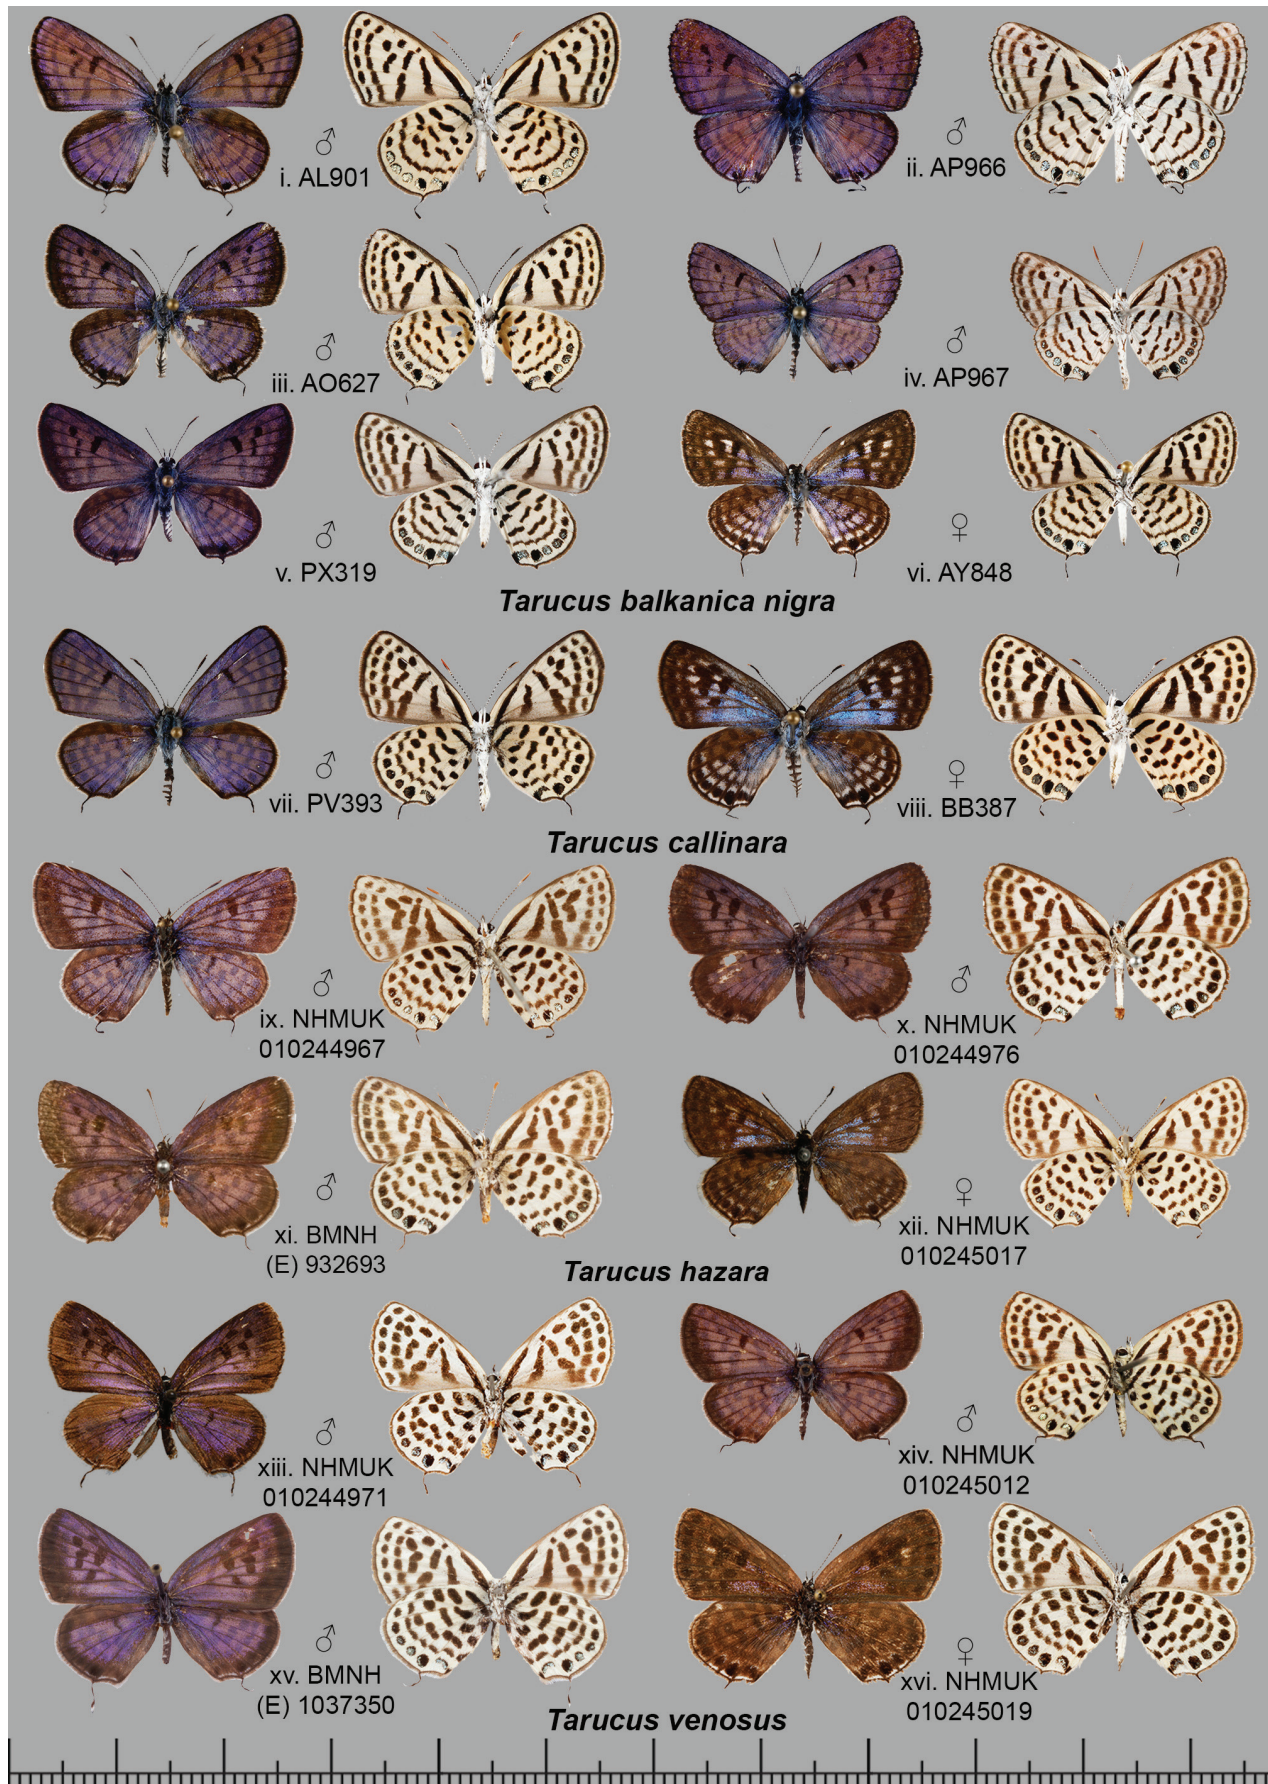 ♂
i. AL901
♂
ii. AP966
♂
iii. AO627
♂
iv. AP967
♂
v. PX319
♀
vi. AY848
Tarucus balkanica nigra
♂
vii. PV393
♀
viii. BB387
Tarucus callinara
♂
ix. NHMUK
010244967
♂
x. NHMUK
010244976
♂
xi. BMNH
(E) 932693
♀
xii. NHMUK
010245017
Tarucus hazara
♂
xiii. NHMUK
010244971
♂
xiv. NHMUK
010245012
♂
xv. BMNH
(E) 1037350
♀
xvi. NHMUK
010245019
Tarucus venosus